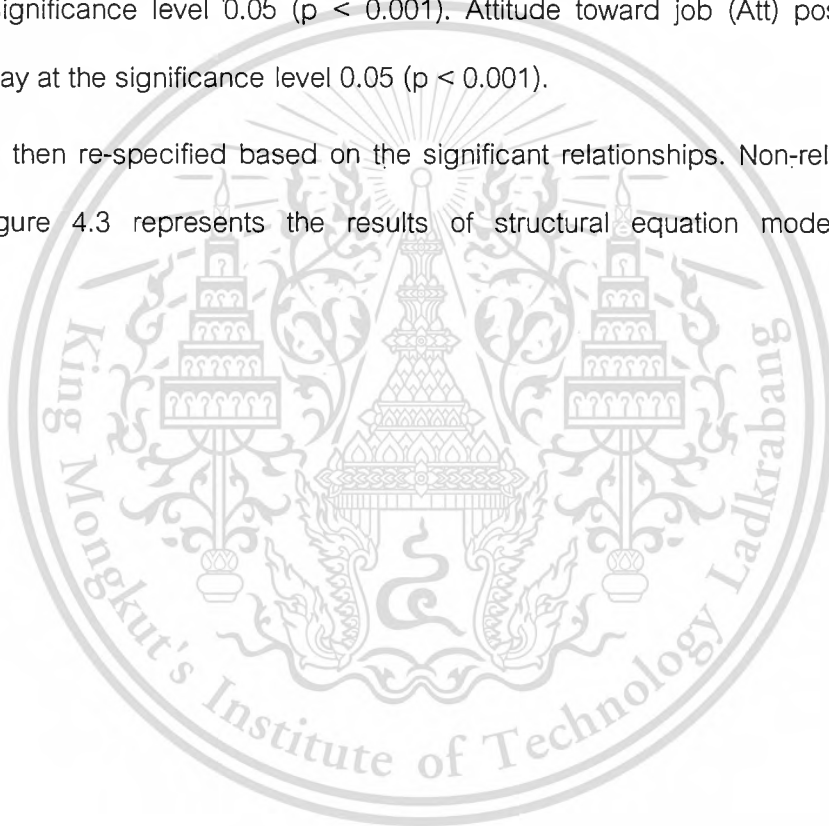 significance level 0.05 (p < 0.001). Attitude toward job (Att) pos
ay at the significance level 0.05 (p < 0.001).
then re-specified based on the significant relationships. Non-rel
gure 4.3 represents the results of structural equation mode
King Mongkut's Institute of Technology Ladkrabang